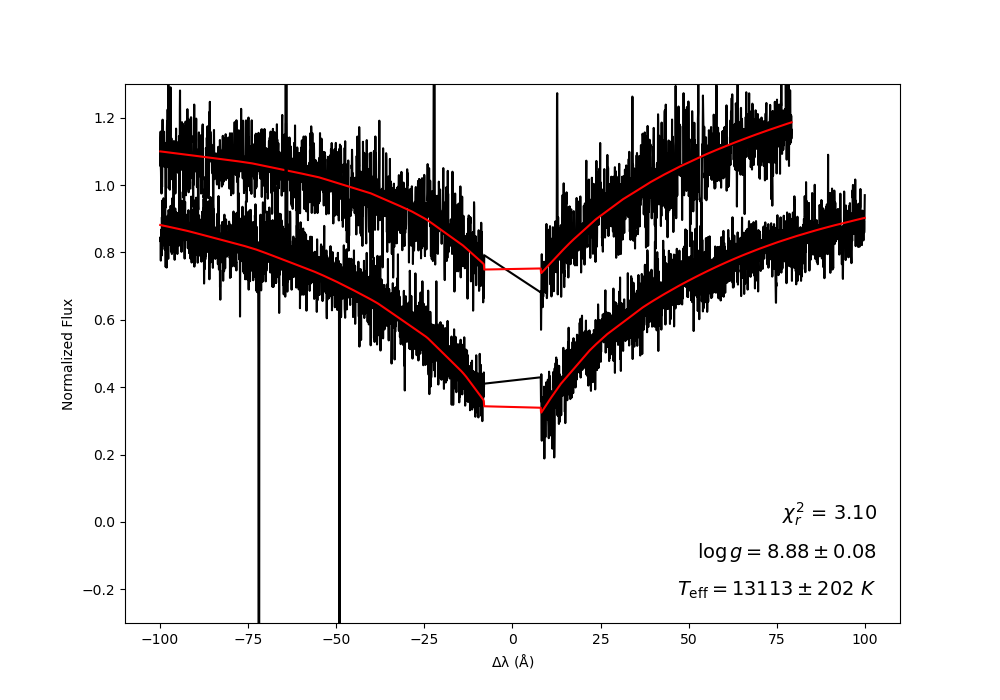 Normalized Flux
1.2
1.0
0.8
0.6
0.4
0.2
0.0
−0.2
χ²ᵣ = 3.10
log g = 8.88 ± 0.08
T_eff = 13113 ± 202 K
−100 −75 −50 −25 0 25 50 75 100
Δλ (Å)